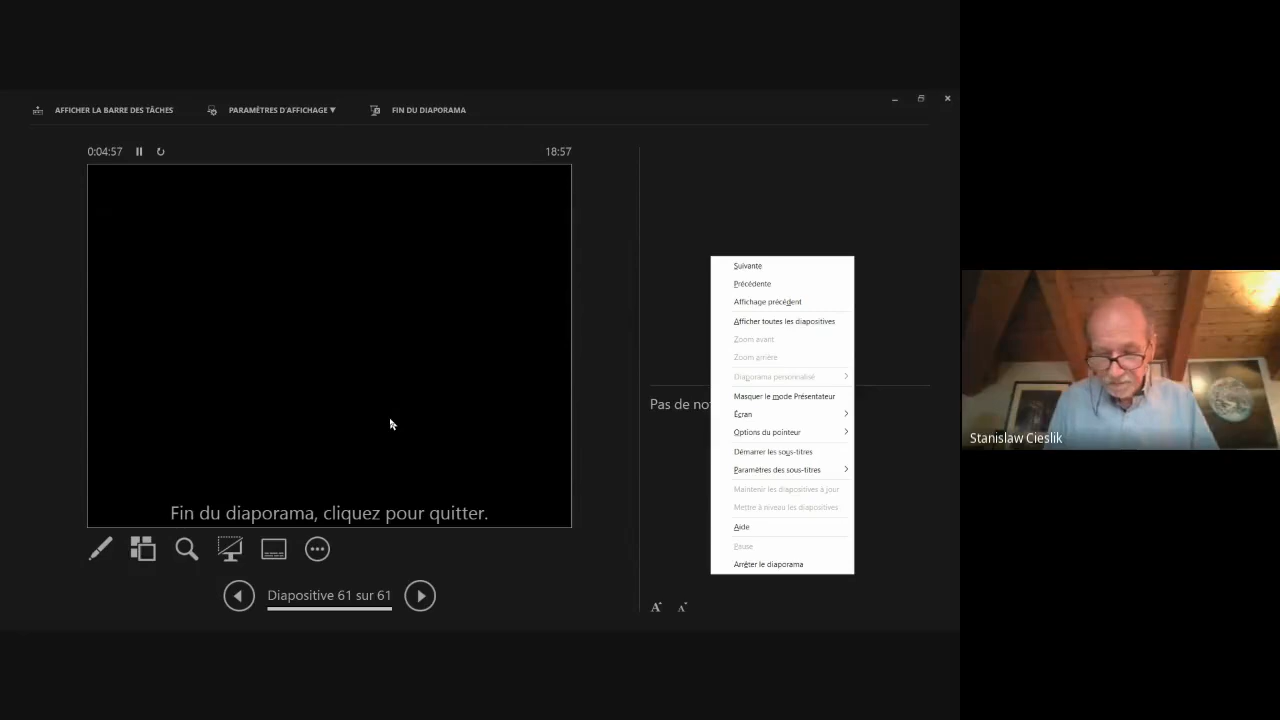 AFFICHER LA BARRE DES TÂCHES
PARAMÈTRES D'AFFICHAGE ▼
FIN DU DIAPORAMA
0:04:57
18:57
Fin du diaporama, cliquez pour quitter.
Diapositive 61 sur 61
Pas de
Suivante
Précédente
Affichage précédent
Afficher toutes les diapositives
Zoom avant
Zoom arrière
Diaporama personnalisé
Masquer le mode Présentateur
Écran
Options du pointeur
Démarrer les sous-titres
Paramètres des sous-titres
Maintenir les diapositives à jour
Mettre à niveau les diapositives
Aide
Pause
Arrêter le diaporama
A A
Stanislaw Cieslik